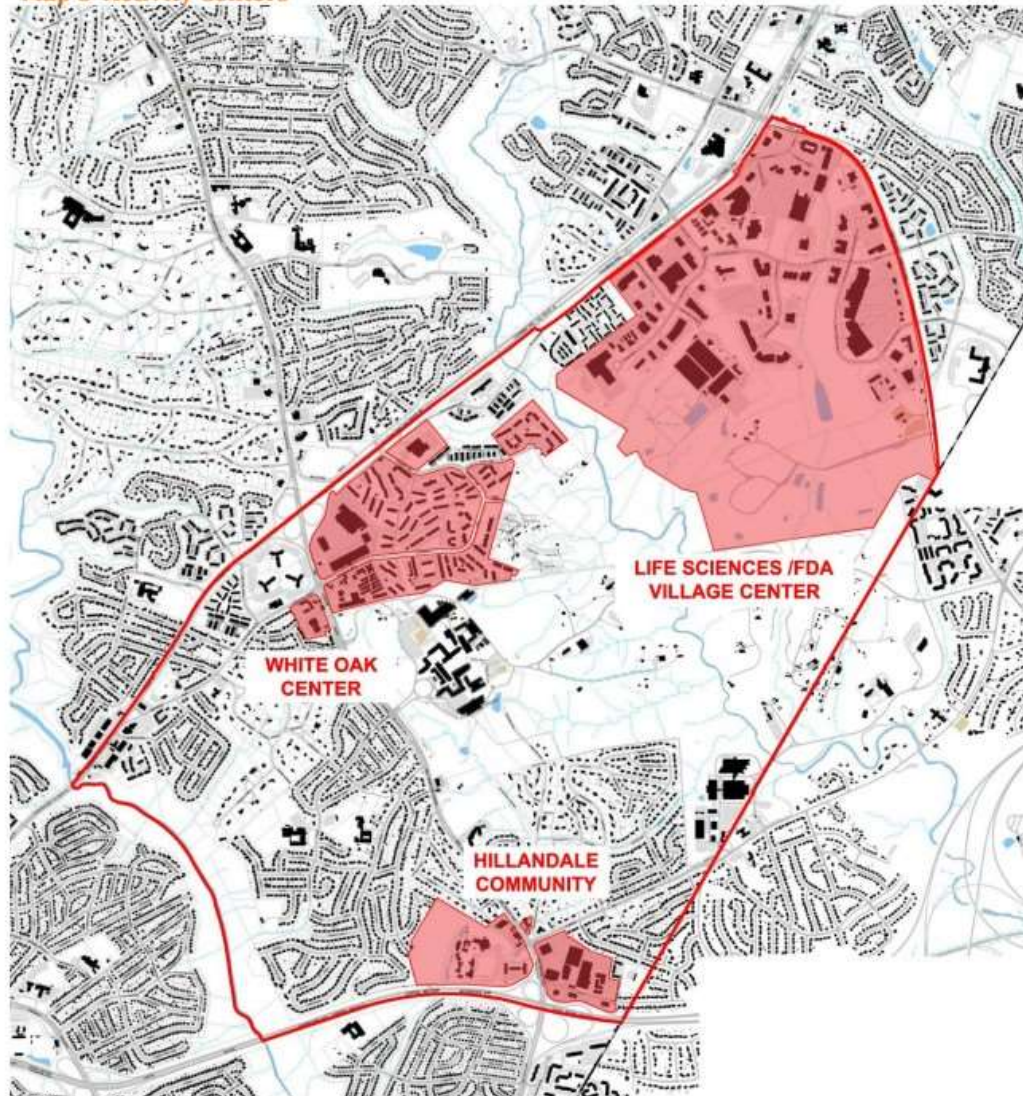 LIFE SCIENCES /FDA
VILLAGE CENTER
WHITE OAK
CENTER
HILLANDALE
COMMUNITY